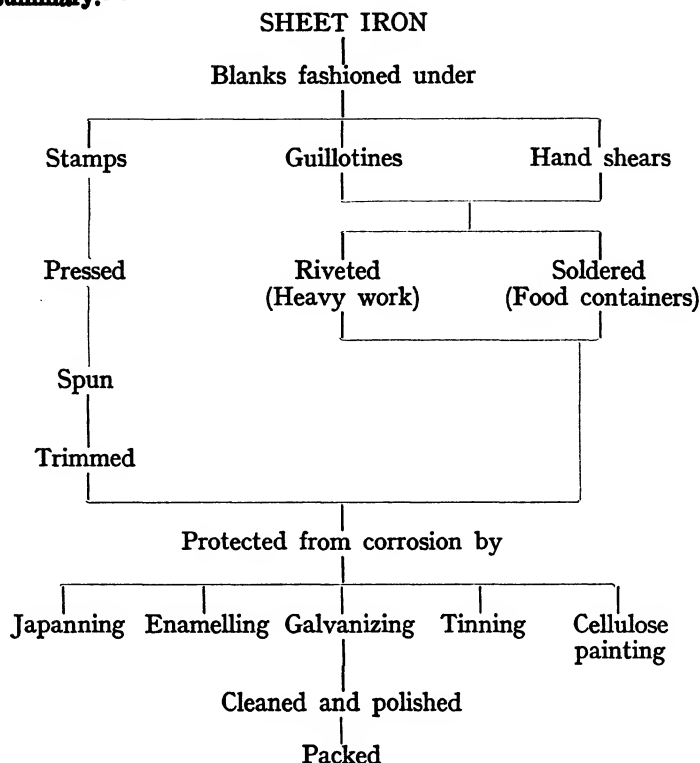 Summary.
SHEET IRON
Blanks fashioned under
Stamps Guillotines Hand shears
Pressed Riveted Soldered
(Heavy work) (Food containers)
Spun
Trimmed
Protected from corrosion by
Japanning Enamelling Galvanizing Tinning Cellulose
painting
Cleaned and polished
Packed